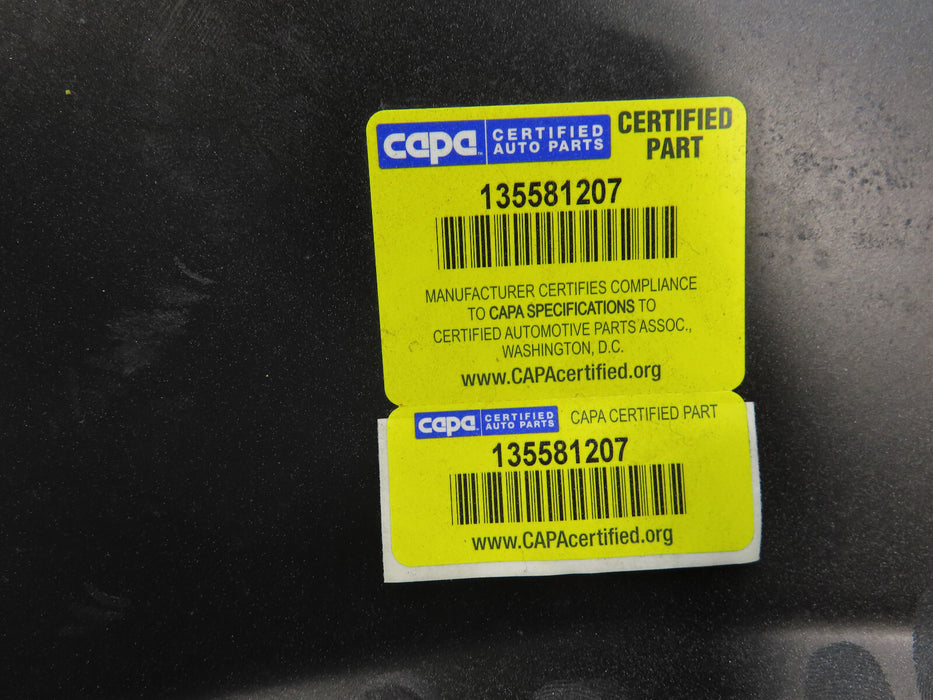 capa™ CERTIFIED AUTO PARTS
CERTIFIED PART
135581207
MANUFACTURER CERTIFIES COMPLIANCE
TO CAPA SPECIFICATIONS TO
CERTIFIED AUTOMOTIVE PARTS ASSOC.,
WASHINGTON, D.C.
www.CAPAcertified.org
capa CERTIFIED AUTO PARTS
CAPA CERTIFIED PART
135581207
www.CAPAcertified.org